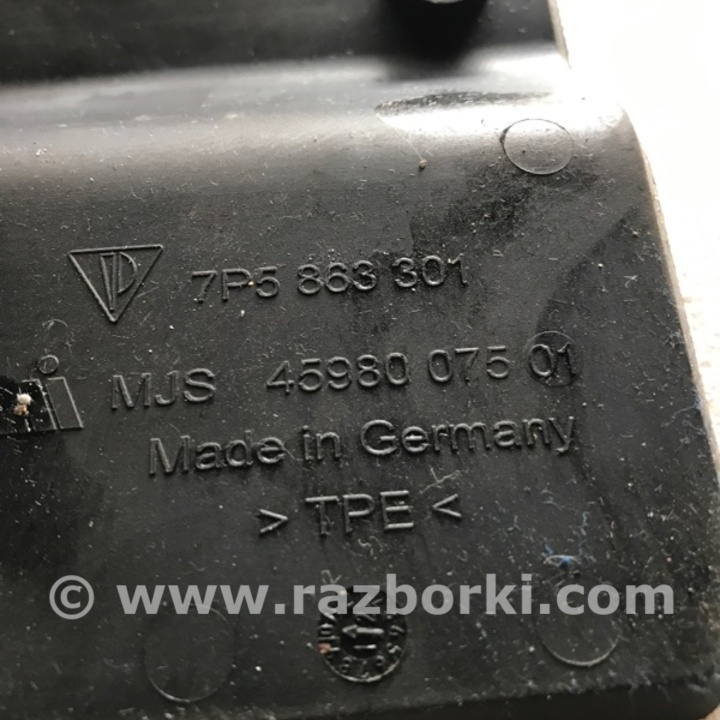 7P5 863 301
MJS 45980 075 01
Made in Germany
> TPE <
© www.razborki.com